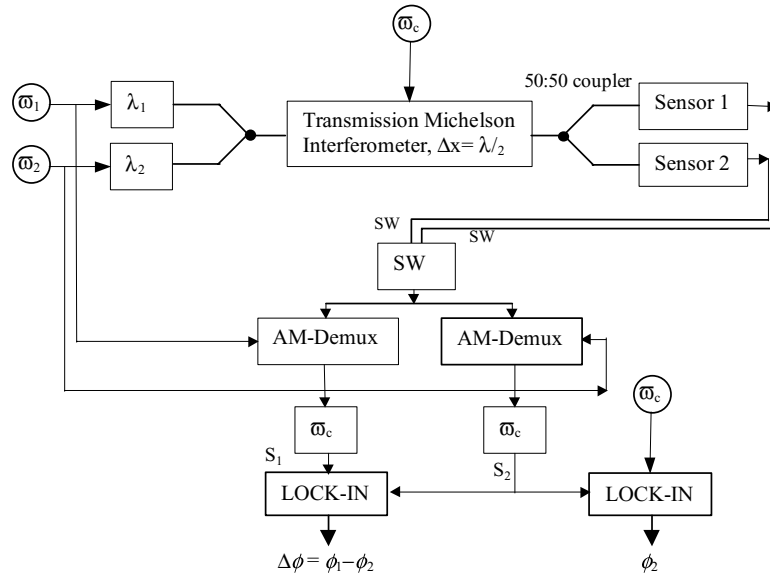 ϖc
50:50 coupler
ϖ1
λ1
Transmission Michelson
Interferometer, Δx= λ/2
Sensor 1
ϖ2
λ2
Sensor 2
SW
SW
SW
AM-Demux
AM-Demux
ϖc
ϖc
ϖc
S1
S2
LOCK-IN
LOCK-IN
Δϕ = ϕ1−ϕ2
ϕ2